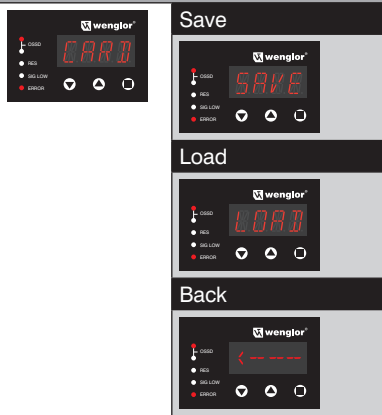 wenglor®
CARD
OSSD
RES
SIG LOW
ERROR
Save
wenglor®
SAVE
OSSD
RES
SIG LOW
ERROR
Load
wenglor®
LOAD
OSSD
RES
SIG LOW
ERROR
Back
wenglor®
<-----
OSSD
RES
SIG LOW
ERROR